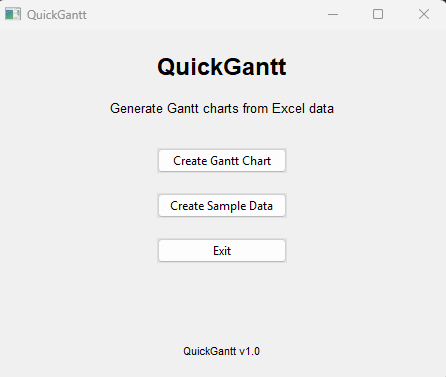 QuickGantt
QuickGantt
Generate Gantt charts from Excel data
Create Gantt Chart
Create Sample Data
Exit
QuickGantt v1.0